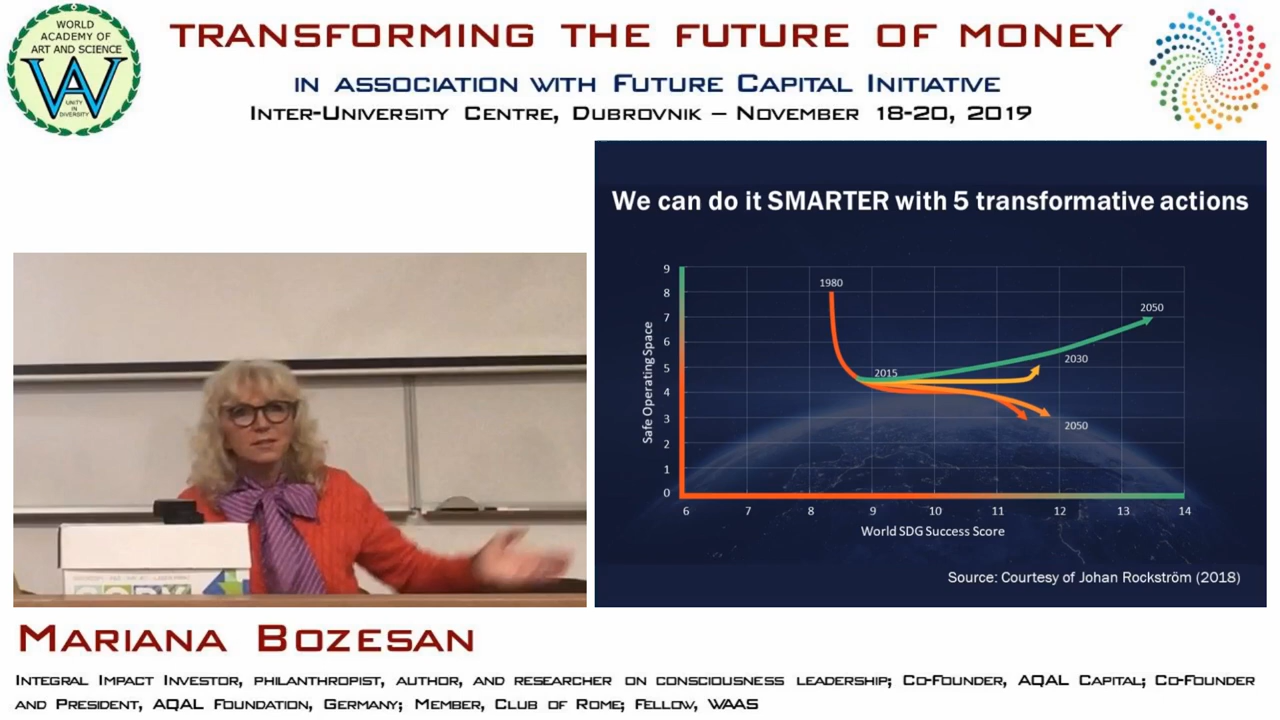 WORLD
ACADEMY OF
ART AND SCIENCE
WA
UNITY
IN
DIVERSITY
TRANSFORMING THE FUTURE OF MONEY
IN ASSOCIATION WITH FUTURE CAPITAL INITIATIVE
INTER-UNIVERSITY CENTRE, DUBROVNIK – NOVEMBER 18-20, 2019
We can do it SMARTER with 5 transformative actions
9
8
7
6
5
4
3
2
1
0
Safe Operating Space
1980
2015
2050
2030
2050
6 7 8 9 10 11 12 13 14
World SDG Success Score
Source: Courtesy of Johan Rockström (2018)
MARIANA BOZESAN
INTEGRAL IMPACT INVESTOR, PHILANTHROPIST, AUTHOR, AND RESEARCHER ON CONSCIOUSNESS LEADERSHIP; CO-FOUNDER, AQAL CAPITAL; CO-FOUNDER
AND PRESIDENT, AQAL FOUNDATION, GERMANY; MEMBER, CLUB OF ROME; FELLOW, WAAS